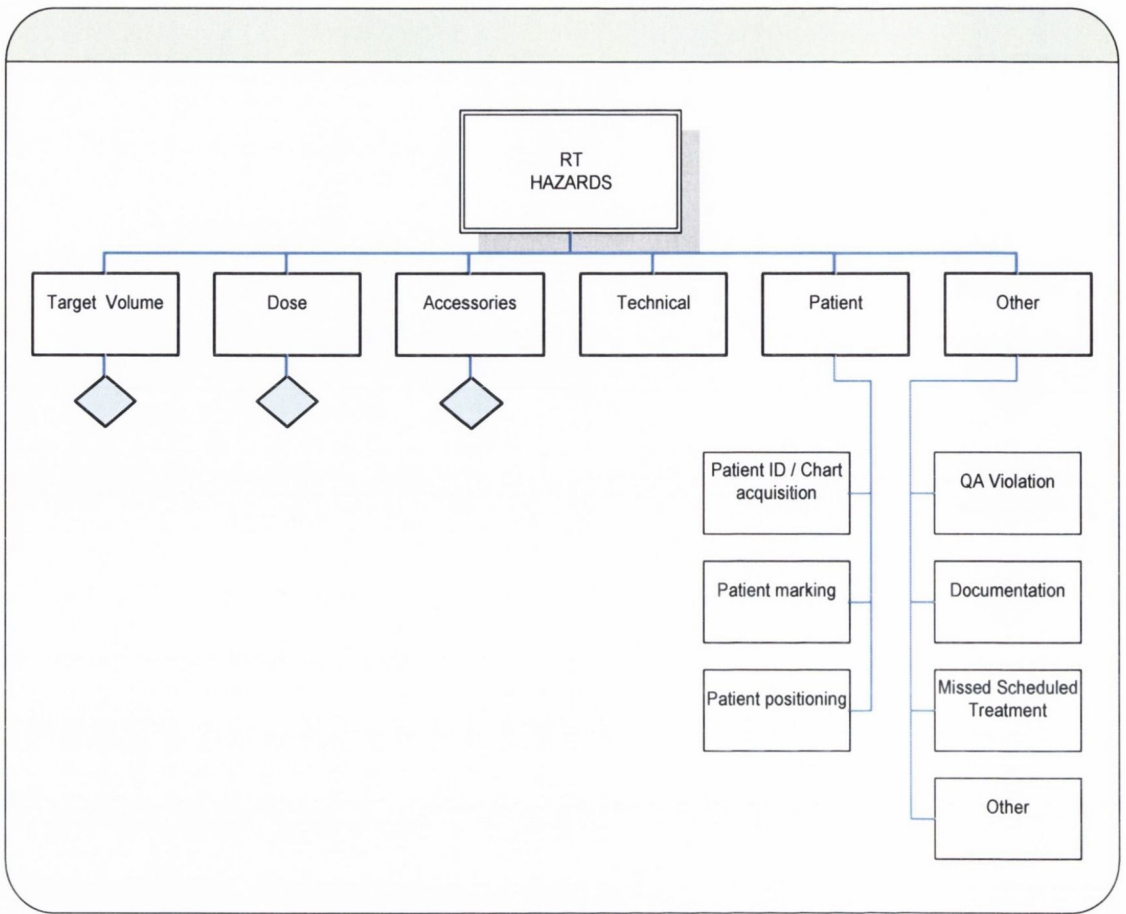 RT
HAZARDS
Target Volume
Dose
Accessories
Technical
Patient
Other
Patient ID / Chart
acquisition
QA Violation
Patient marking
Documentation
Patient positioning
Missed Scheduled
Treatment
Other